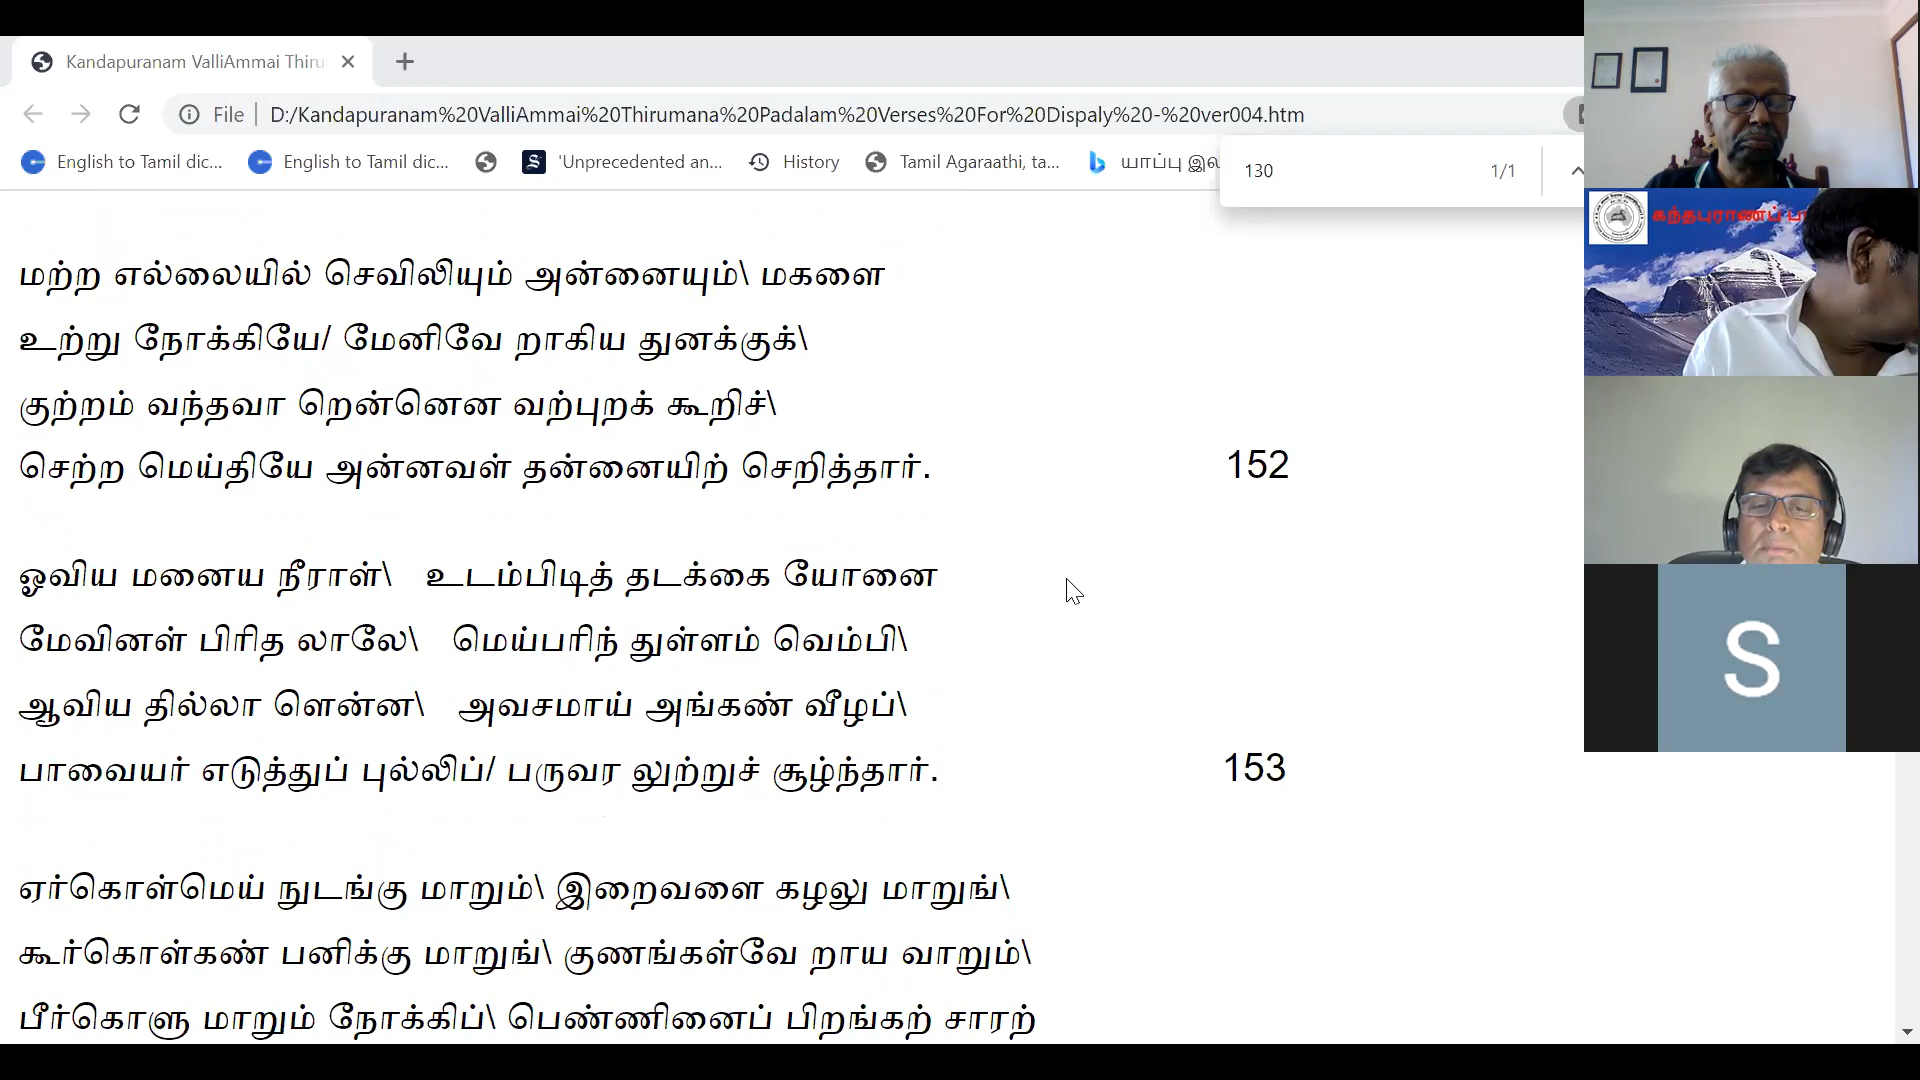 Kandapuranam ValliAmmai Thiru
File
D:/Kandapuranam%20ValliAmmai%20Thirumana%20Padalam%20Verses%20For%20Dispaly%20-%20ver004.htm
English to Tamil dic...
English to Tamil dic...
'Unprecedented an...
History
Tamil Agaraathi, ta...
யாப்பு இல
130
1/1
கந்தபுராணப் ப
மற்ற எல்லையில் செவிலியும் அன்னையும்\ மகளை
உற்று நோக்கியே/ மேனிவே றாகிய துனக்குக்\
குற்றம் வந்தவா றென்னென வற்புறக் கூறிச்\
செற்ற மெய்தியே அன்னவள் தன்னையிற் செறித்தார். 152
ஓவிய மனைய நீராள்\ உடம்பிடித் தடக்கை யோனை
மேவினள் பிரித லாலே\ மெய்பரிந் துள்ளம் வெம்பி\
ஆவிய தில்லா ளென்ன\ அவசமாய் அங்கண் வீழப்\
பாவையர் எடுத்துப் புல்லிப்/ பருவர லுற்றுச் சூழ்ந்தார். 153
ஏர்கொள்மெய் நுடங்கு மாறும்\ இறைவளை கழலு மாறுங்\
கூர்கொள்கண் பனிக்கு மாறுங்\ குணங்கள்வே றாய வாறும்\
பீர்கொளு மாறும் நோக்கிப்\ பெண்ணினைப் பிறங்கற் சாரற்
S